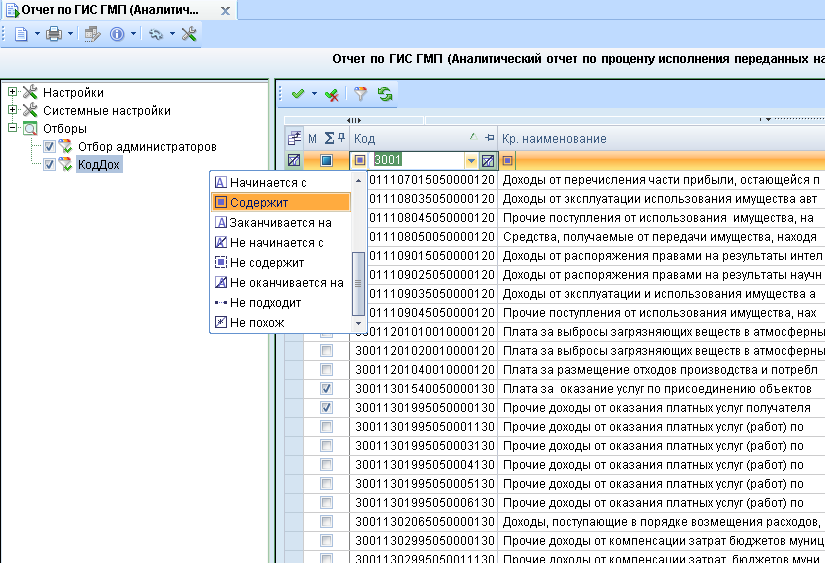 Отчет по ГИС ГМП (Аналитич...
Отчет по ГИС ГМП (Аналитический отчет по проценту исполнения переданных на
Настройки
Системные настройки
Отборы
Отбор администраторов
КодДох
М Σ Код Кр. наименование
3001
Начинается с
Содержит
Заканчивается на
Не начинается с
Не содержит
Не оканчивается на
Не подходит
Не похож
01110701505000​0120 Доходы от перечисления части прибыли, остающейся п
011108035050000120 Доходы от эксплуатации использования имущества авт
011108045050000120 Прочие поступления от использования имущества, на
011108050050000120 Средства, получаемые от передачи имущества, находя
011109015050000120 Доходы от распоряжения правами на результаты интел
011109025050000120 Доходы от распоряжения правами на результаты научн
011109035050000120 Доходы от эксплуатации и использования имущества а
011109045050000120 Прочие поступления от использования имущества, нах
30011201010010000120 Плата за выбросы загрязняющих веществ в атмосферны
30011201020010000120 Плата за выбросы загрязняющих веществ в атмосферны
30011201040010000120 Плата за размещение отходов производства и потребл
30011301540050000130 Плата за оказание услуг по присоединению объектов
30011301995050000130 Прочие доходы от оказания платных услуг получателя
30011301995050001130 Прочие доходы от оказания платных услуг (работ) по
30011301995050003130 Прочие доходы от оказания платных услуг (работ) по
30011301995050004130 Прочие доходы от оказания платных услуг (работ) по
30011301995050005130 Прочие доходы от оказания платных услуг (работ) по
30011301995050006130 Прочие доходы от оказания платных услуг (работ) по
30011302065050000130 Доходы, поступающие в порядке возмещения расходов,
30011302995050000130 Прочие доходы от компенсации затрат бюджетов муниц
30011302995050011130 Прочие доходы от компенсации затрат бюджетов муни